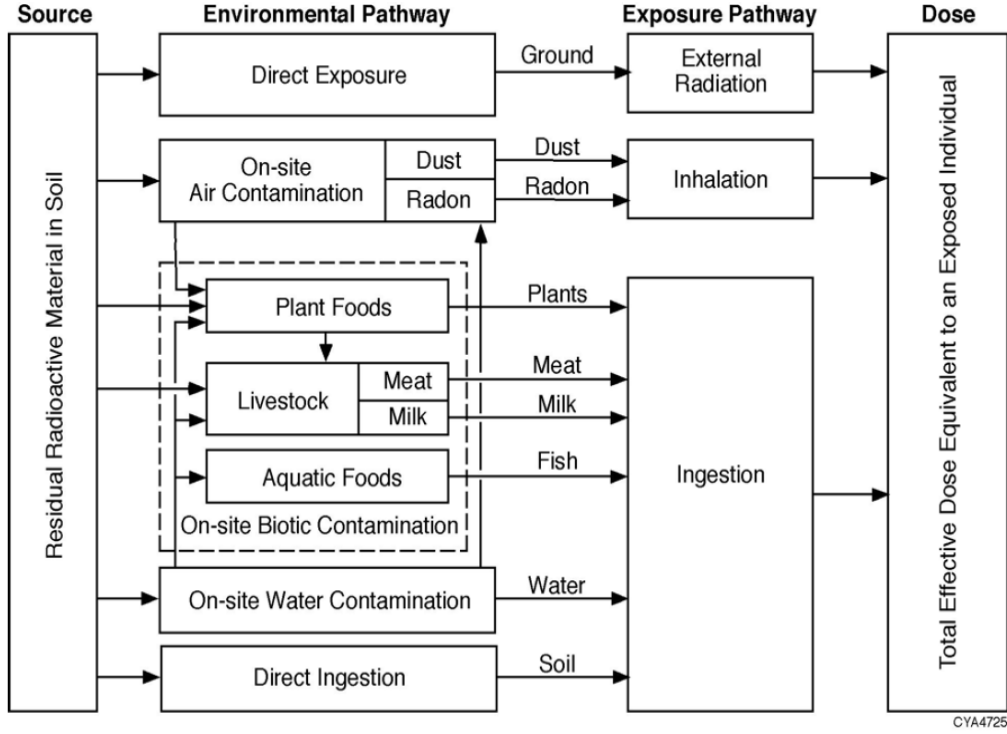 Source
Environmental Pathway
Exposure Pathway
Dose
Residual Radioactive Material in Soil
Direct Exposure
Ground
External
Radiation
On-site
Air Contamination
Dust
Radon
Dust
Radon
Inhalation
Plant Foods
Plants
Livestock
Meat
Milk
Meat
Milk
Aquatic Foods
Fish
On-site Biotic Contamination
Ingestion
On-site Water Contamination
Water
Direct Ingestion
Soil
Total Effective Dose Equivalent to an Exposed Individual
CYA4725